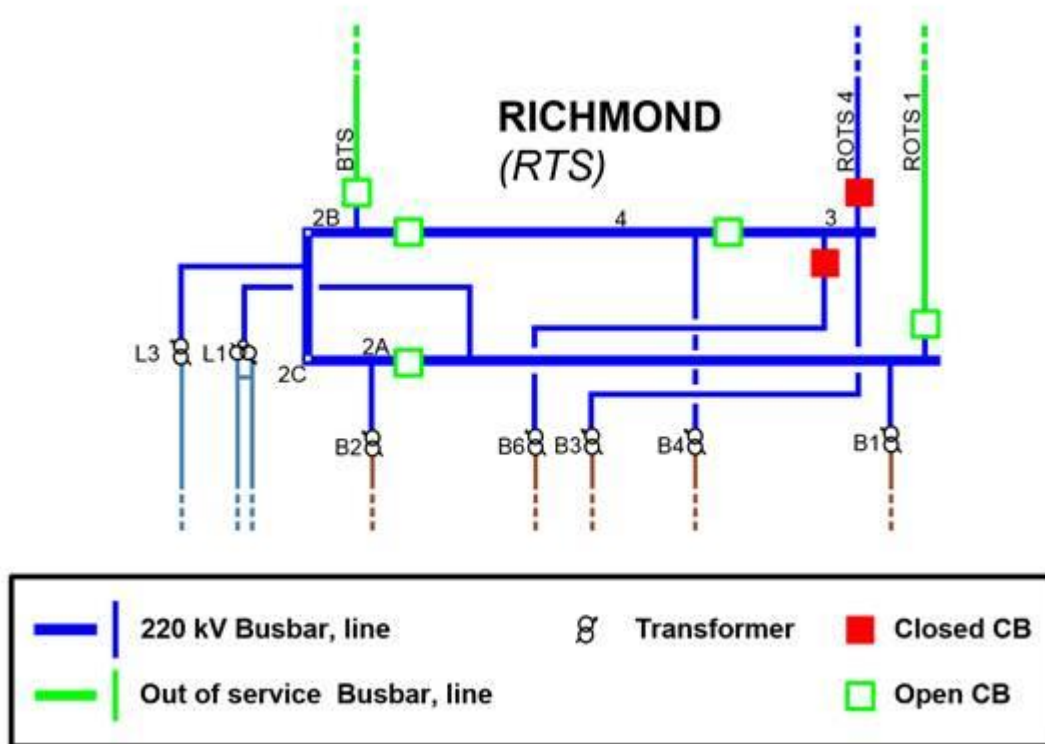 BTS
RICHMOND
(RTS)
ROTS 4
ROTS 1
2B
4
3
L3
L1
2A
2C
B2
B6
B3
B4
B1
220 kV Busbar, line
Transformer
Closed CB
Out of service Busbar, line
Open CB